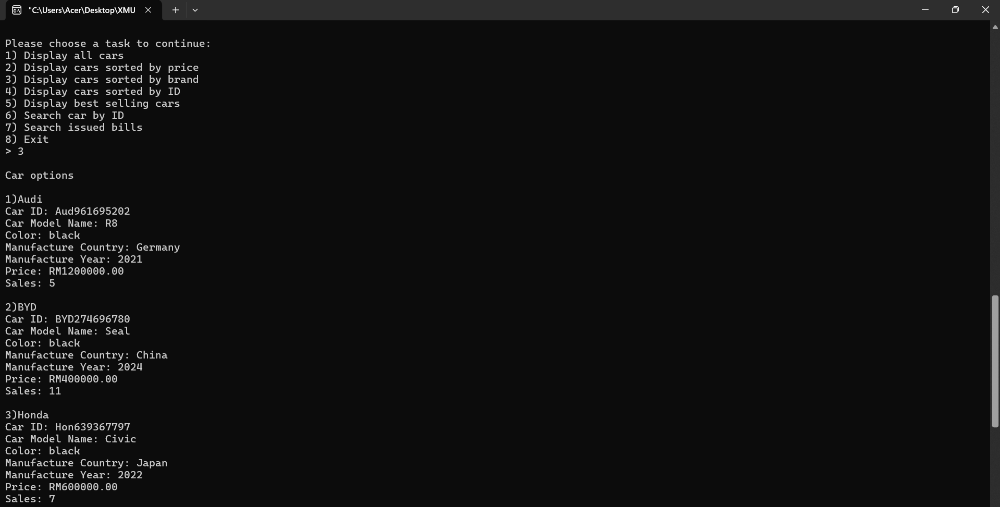 "C:\Users\Acer\Desktop\XMU
Please choose a task to continue:
1) Display all cars
2) Display cars sorted by price
3) Display cars sorted by brand
4) Display cars sorted by ID
5) Display best selling cars
6) Search car by ID
7) Search issued bills
8) Exit
> 3
Car options
1)Audi
Car ID: Aud961695202
Car Model Name: R8
Color: black
Manufacture Country: Germany
Manufacture Year: 2021
Price: RM1200000.00
Sales: 5
2)BYD
Car ID: BYD274696780
Car Model Name: Seal
Color: black
Manufacture Country: China
Manufacture Year: 2024
Price: RM400000.00
Sales: 11
3)Honda
Car ID: Hon639367797
Car Model Name: Civic
Color: black
Manufacture Country: Japan
Manufacture Year: 2022
Price: RM600000.00
Sales: 7